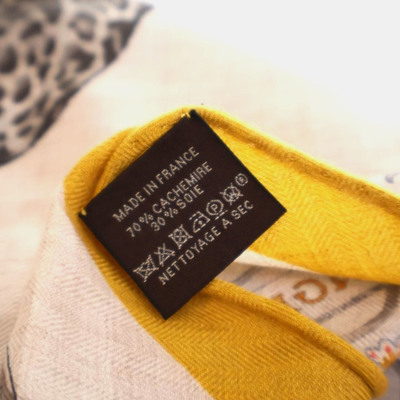 MADE IN FRANCE
70% CACHEMIRE
30% SOIE
NETTOYAGE A SEC